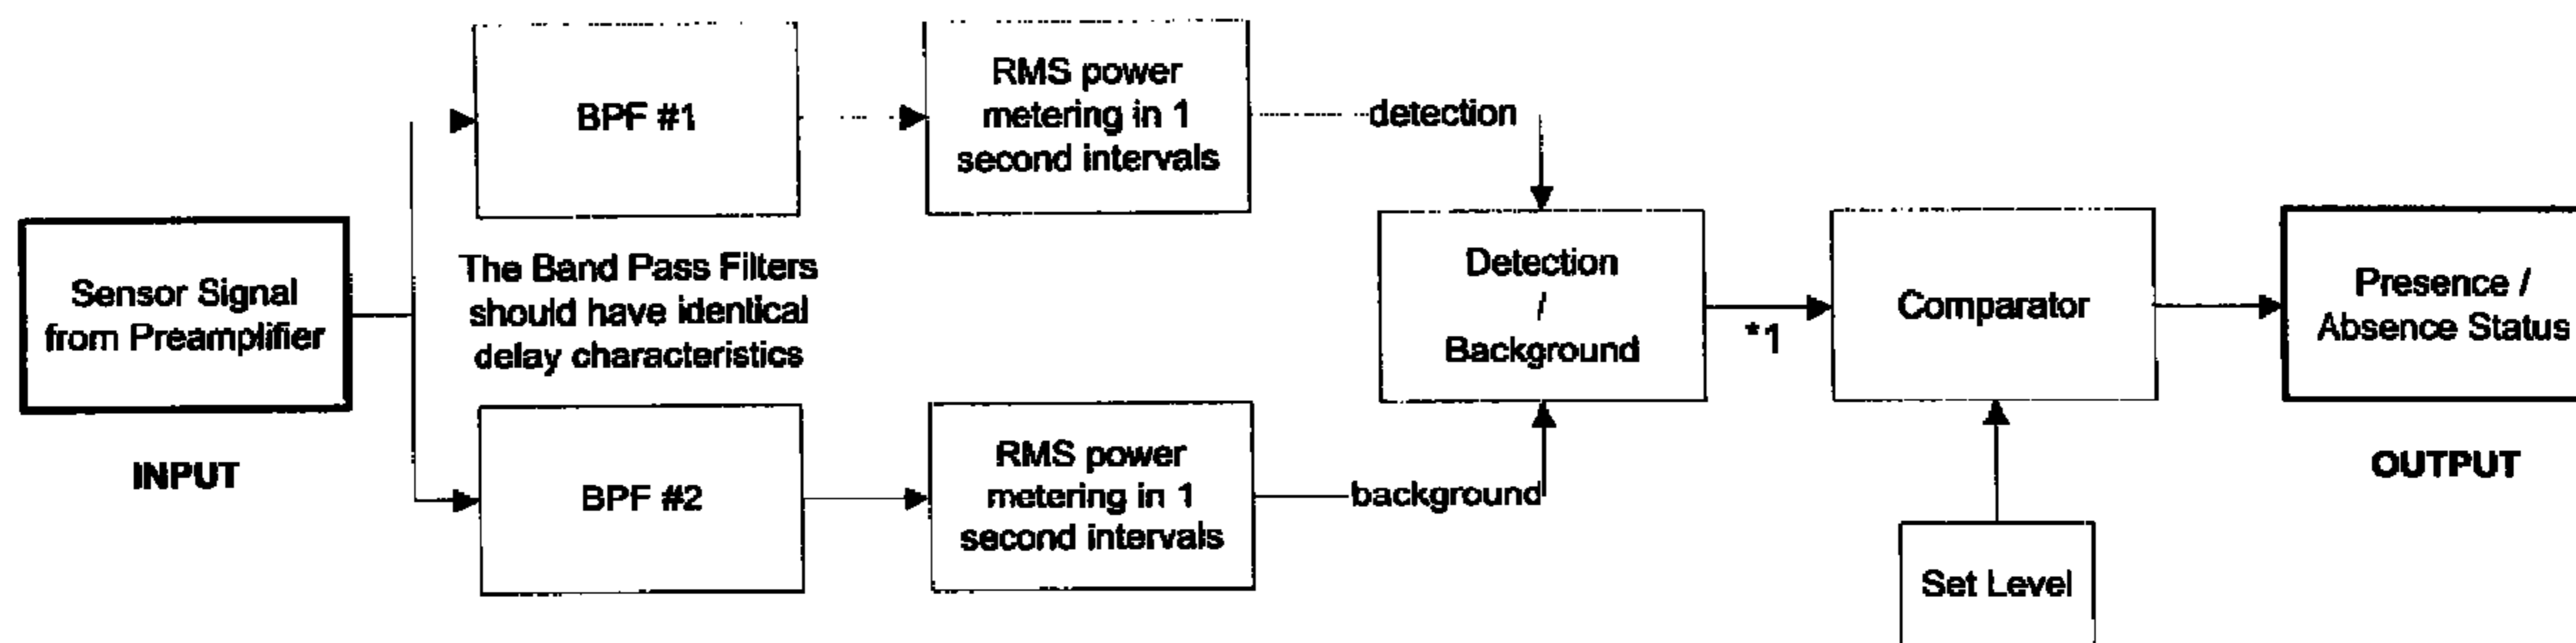 BPF #1
RMS power
metering in 1
second intervals
detection
Sensor Signal
from Preamplifier
INPUT
The Band Pass Filters
should have identical
delay characteristics
BPF #2
RMS power
metering in 1
second intervals
background
Detection
/
Background
*1
Comparator
Set Level
Presence /
Absence Status
OUTPUT